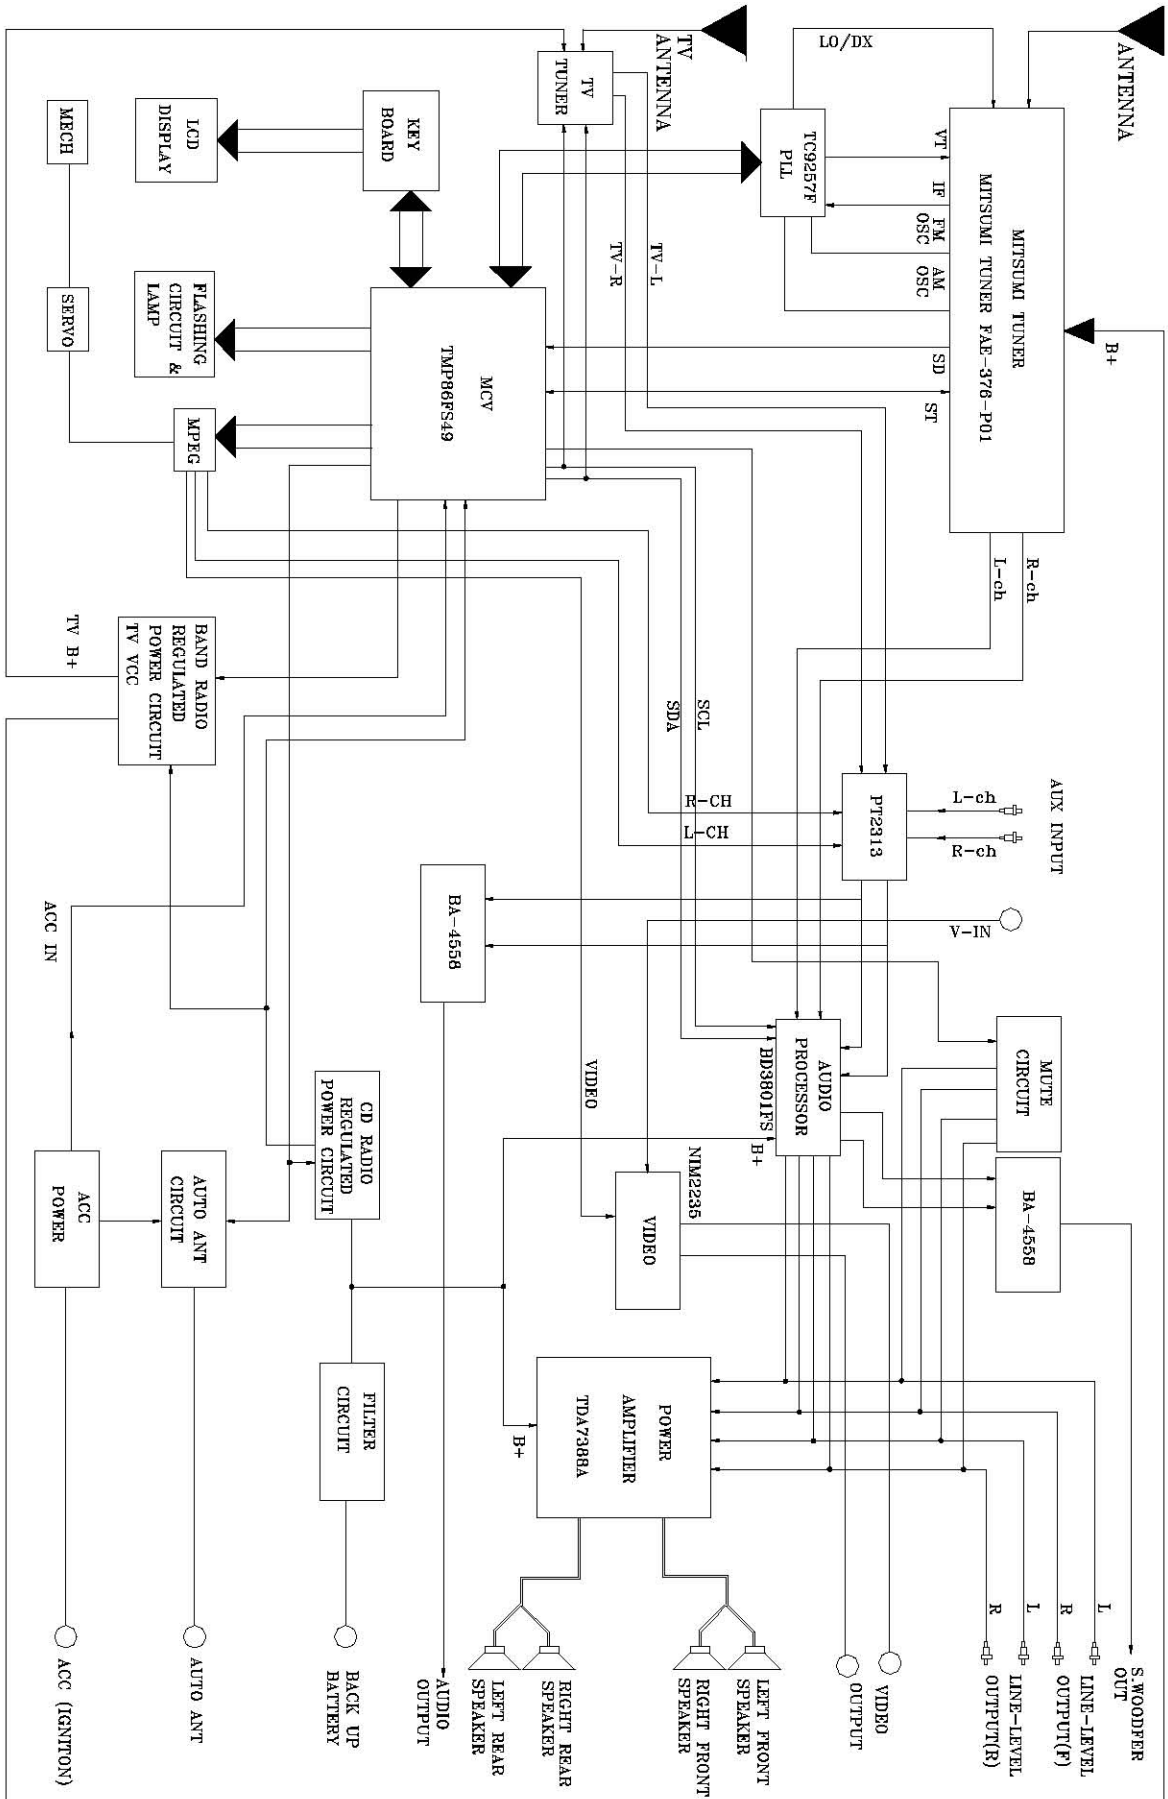 ANTENNA
B+
MITSUMI TUNER
MITSUMI TUNER FAE-376-P01
VT
IF
FM
OSC
AM
OSC
SD
ST
R-ch
L-ch
LO/DX
TC9257F
PLL
TV
ANTENNA
TV
TUNER
TV-L
TV-R
KEY
BOARD
LCD
DISPLAY
MECH
SERVO
FLASHING
CIRCUIT &
LAMP
MPEG
MCV
TMP86FS49
AUX INPUT
L-ch
R-ch
PT2313
V-IN
SCL
SDA
R-CH
L-CH
BA-4558
BAND RADIO
REGULATED
POWER CIRCUIT
TV VCC
TV B+
ACC IN
MUTE
CIRCUIT
AUDIO
PROCESSOR
BD3801FS
B+
BA-4558
NIM2235
VIDEO
VIDEO
CD RADIO
REGULATED
POWER CIRCUIT
AUTO ANT
CIRCUIT
ACC
POWER
FILTER
CIRCUIT
POWER
AMPLIFIER
TDA7388A
B+
S.WOODFER
OUT
L
R
LINE-LEVEL
OUTPUT(F)
L
R
LINE-LEVEL
OUTPUT(R)
VIDEO
OUTPUT
LEFT FRONT
SPEAKER
RIGHT FRONT
SPEAKER
RIGHT REAR
SPEAKER
LEFT REAR
SPEAKER
AUDIO
OUTPUT
BACK UP
BATTERY
AUTO ANT
ACC (IGNITON)